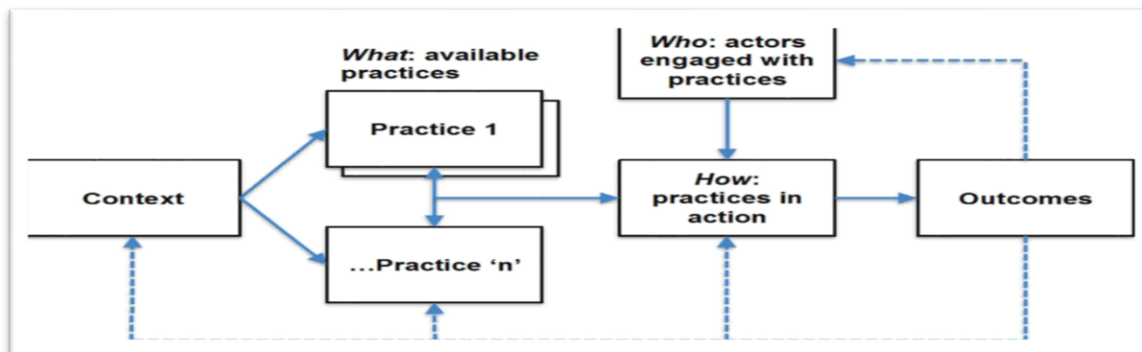 What: available
practices
Practice 1
Context
...Practice ‘n’
Who: actors
engaged with
practices
How:
practices in
action
Outcomes